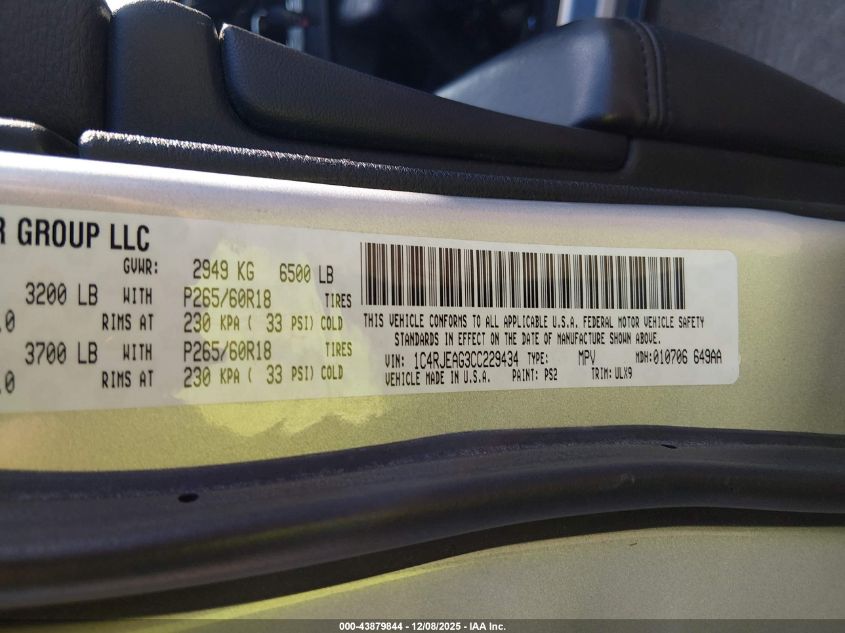 R GROUP LLC
GVWR: 2949 KG 6500 LB
3200 LB WITH P265/60R18 TIRES
.0 RIMS AT 230 KPA ( 33 PSI) COLD
3700 LB WITH P265/60R18 TIRES
.0 RIMS AT 230 KPA ( 33 PSI) COLD
THIS VEHICLE CONFORMS TO ALL APPLICABLE U.S.A. FEDERAL MOTOR VEHICLE SAFETY
STANDARDS IN EFFECT ON THE DATE OF MANUFACTURE SHOWN ABOVE.
VIN: 1C4RJEAG3CC229434 TYPE: MPV MDH: 010706 649AA
VEHICLE MADE IN U.S.A. PAINT: PS2 TRIM: ULX9
000-43879844 - 12/08/2025 - IAA Inc.